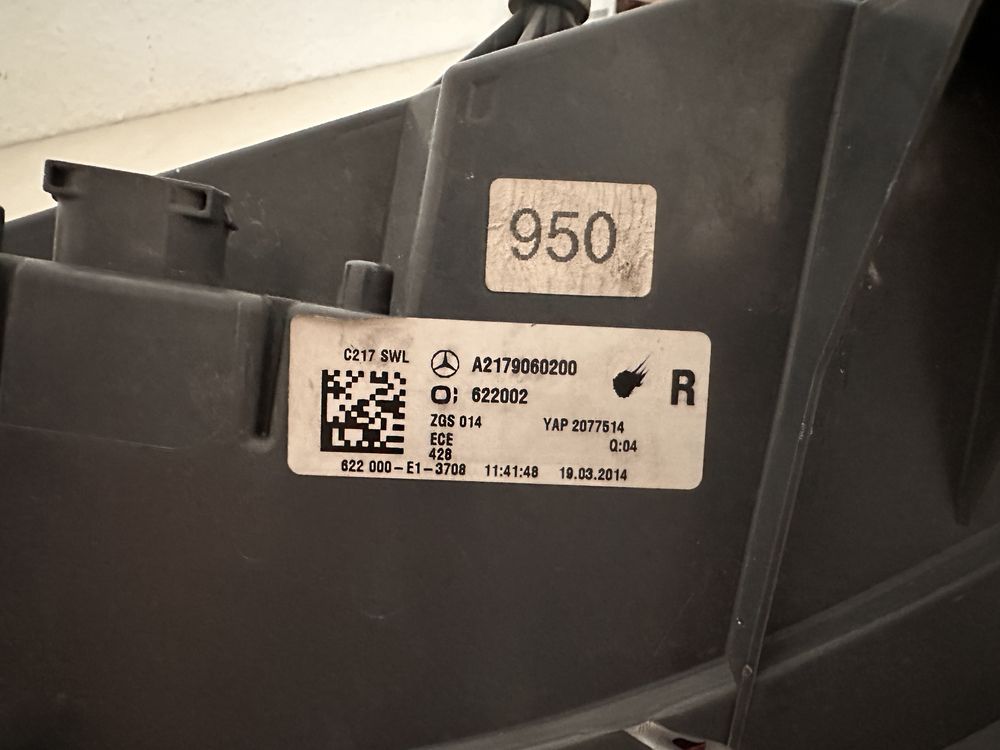 950
C217 SWL
A2179060200
R
622002
ZGS 014 YAP 2077514
ECE Q:04
428
622 000-E1-3708 11:41:48 19.03.2014